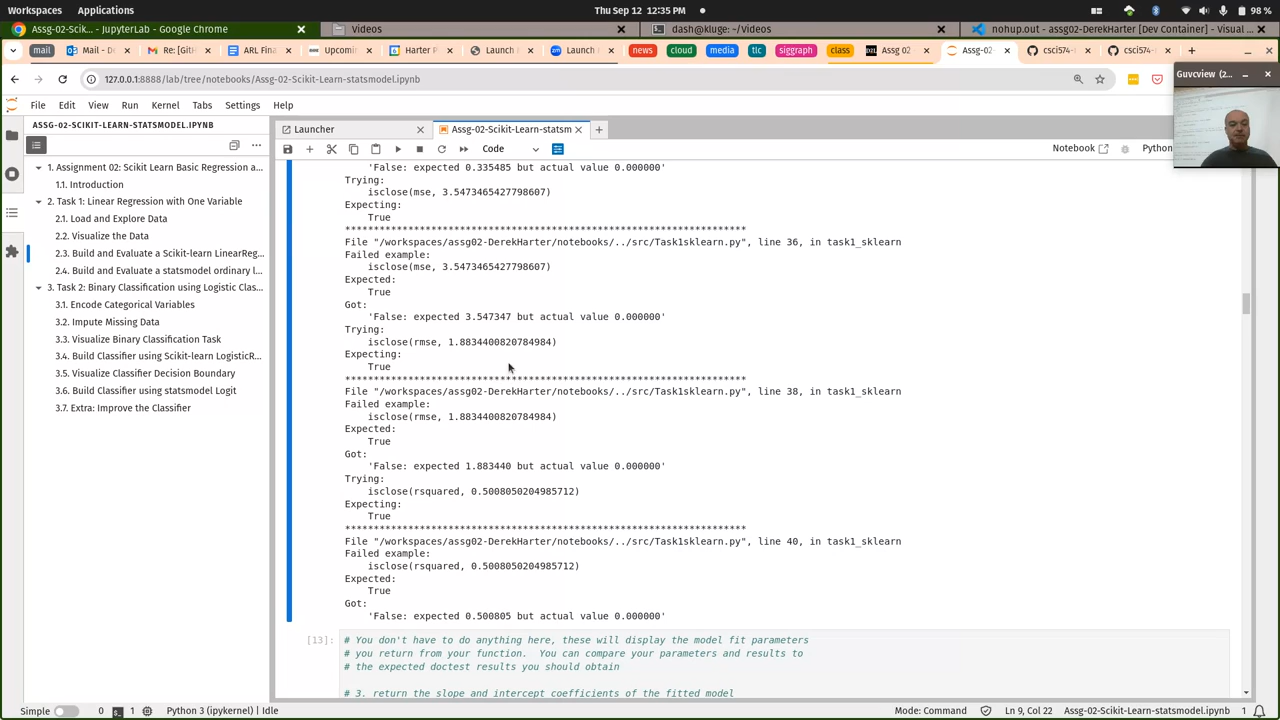 Workspaces Applications Thu Sep 12 12:35 PM 98 %
Assg-02-Scik… - JupyterLab - Google Chrome Videos dash@kluge: ~/Videos nohup.out - assg02-DerekHarter [Dev Container] - Visual …
mail Mail - D Re: [GitH ARL Finan Upcomin Harter P Launch Launch news cloud media tlc siggraph class Assg 02 Assg-02 csci574- csci574-
127.0.0.1:8888/lab/tree/notebooks/Assg-02-Scikit-Learn-statsmodel.ipynb
Guvcview (2…
File Edit View Run Kernel Tabs Settings Help
ASSG-02-SCIKIT-LEARN-STATSMODEL.IPYNB
Launcher Assg-02-Scikit-Learn-statsm
Code Notebook Python
1. Assignment 02: Scikit Learn Basic Regression a…
1.1. Introduction
2. Task 1: Linear Regression with One Variable
2.1. Load and Explore Data
2.2. Visualize the Data
2.3. Build and Evaluate a Scikit-learn LinearReg…
2.4. Build and Evaluate a statsmodel ordinary l…
3. Task 2: Binary Classification using Logistic Clas…
3.1. Encode Categorical Variables
3.2. Impute Missing Data
3.3. Visualize Binary Classification Task
3.4. Build Classifier using Scikit-learn LogisticR…
3.5. Visualize Classifier Decision Boundary
3.6. Build Classifier using statsmodel Logit
3.7. Extra: Improve the Classifier
'False: expected but actual value 0.000000'
Trying:
isclose(mse, 3.5473465427798607)
Expecting:
True
**********************************************************************
File "/workspaces/assg02-DerekHarter/notebooks/../src/Task1sklearn.py", line 36, in task1_sklearn
Failed example:
isclose(mse, 3.5473465427798607)
Expected:
True
Got:
'False: expected 3.547347 but actual value 0.000000'
Trying:
isclose(rmse, 1.8834400820784984)
Expecting:
True
**********************************************************************
File "/workspaces/assg02-DerekHarter/notebooks/../src/Task1sklearn.py", line 38, in task1_sklearn
Failed example:
isclose(rmse, 1.8834400820784984)
Expected:
True
Got:
'False: expected 1.883440 but actual value 0.000000'
Trying:
isclose(rsquared, 0.5008050204985712)
Expecting:
True
**********************************************************************
File "/workspaces/assg02-DerekHarter/notebooks/../src/Task1sklearn.py", line 40, in task1_sklearn
Failed example:
isclose(rsquared, 0.5008050204985712)
Expected:
True
Got:
'False: expected 0.500805 but actual value 0.000000'
[13]: # You don't have to do anything here, these will display the model fit parameters
# you return from your function. You can compare your parameters and results to
# the expected doctest results you should obtain
# 3. return the slope and intercept coefficients of the fitted model
Simple 0 1 Python 3 (ipykernel) | Idle Mode: Command Ln 9, Col 22 Assg-02-Scikit-Learn-statsmodel.ipynb 1